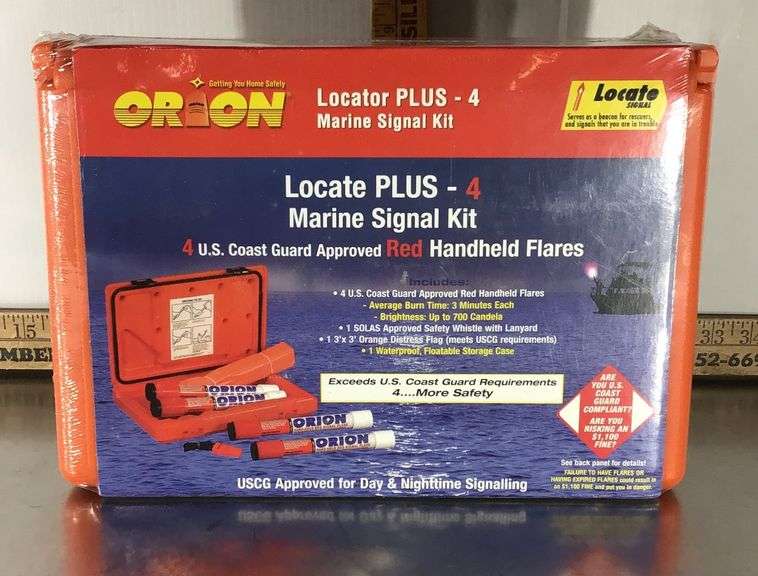 Getting You Home Safely
ORION
Locator PLUS - 4
Marine Signal Kit
Locate
SIGNAL
Serves as a beacon for rescuers,
and signals that you are in trouble
Locate PLUS - 4
Marine Signal Kit
4 U.S. Coast Guard Approved Red Handheld Flares
Includes:
• 4 U.S. Coast Guard Approved Red Handheld Flares
- Average Burn Time: 3 Minutes Each
- Brightness: Up to 700 Candela
• 1 SOLAS Approved Safety Whistle with Lanyard
• 1 3'x 3' Orange Distress Flag (meets USCG requirements)
• 1 Waterproof, Floatable Storage Case
Exceeds U.S. Coast Guard Requirements
4....More Safety
ARE
YOU U.S.
COAST
GUARD
COMPLIANT?
ARE YOU
RISKING AN
$1,100
FINE?
See back panel for details!
FAILURE TO HAVE FLARES OR
HAVING EXPIRED FLARES could result in
an $1,100 FINE and put you in danger.
ORION
ORION
ORION
ORION
USCG Approved for Day & Nighttime Signalling
15
MBER
33
52-669